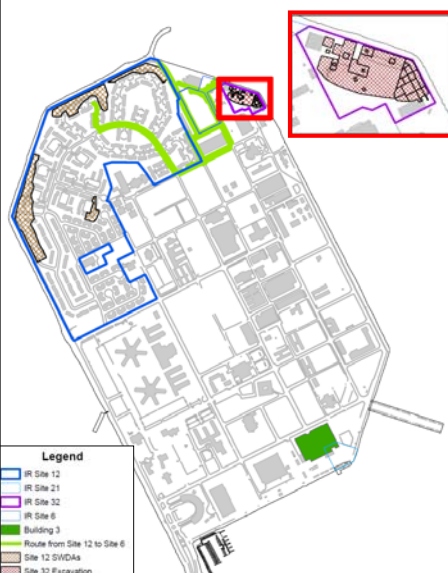 Legend
IR Site 12
IR Site 21
IR Site 32
IR Site 6
Building 3
Route from Site 12 to Site 6
Site 12 SWDAs
Site 32 Excavation